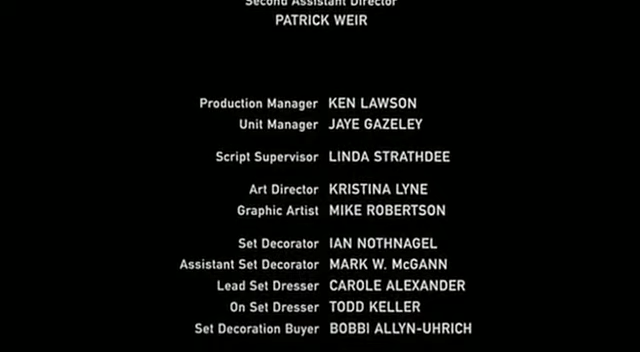 Second Assistant Director
PATRICK WEIR
Production Manager KEN LAWSON
Unit Manager JAYE GAZELEY
Script Supervisor LINDA STRATHDEE
Art Director KRISTINA LYNE
Graphic Artist MIKE ROBERTSON
Set Decorator IAN NOTHNAGEL
Assistant Set Decorator MARK W. McGANN
Lead Set Dresser CAROLE ALEXANDER
On Set Dresser TODD KELLER
Set Decoration Buyer BOBBI ALLYN-UHRICH